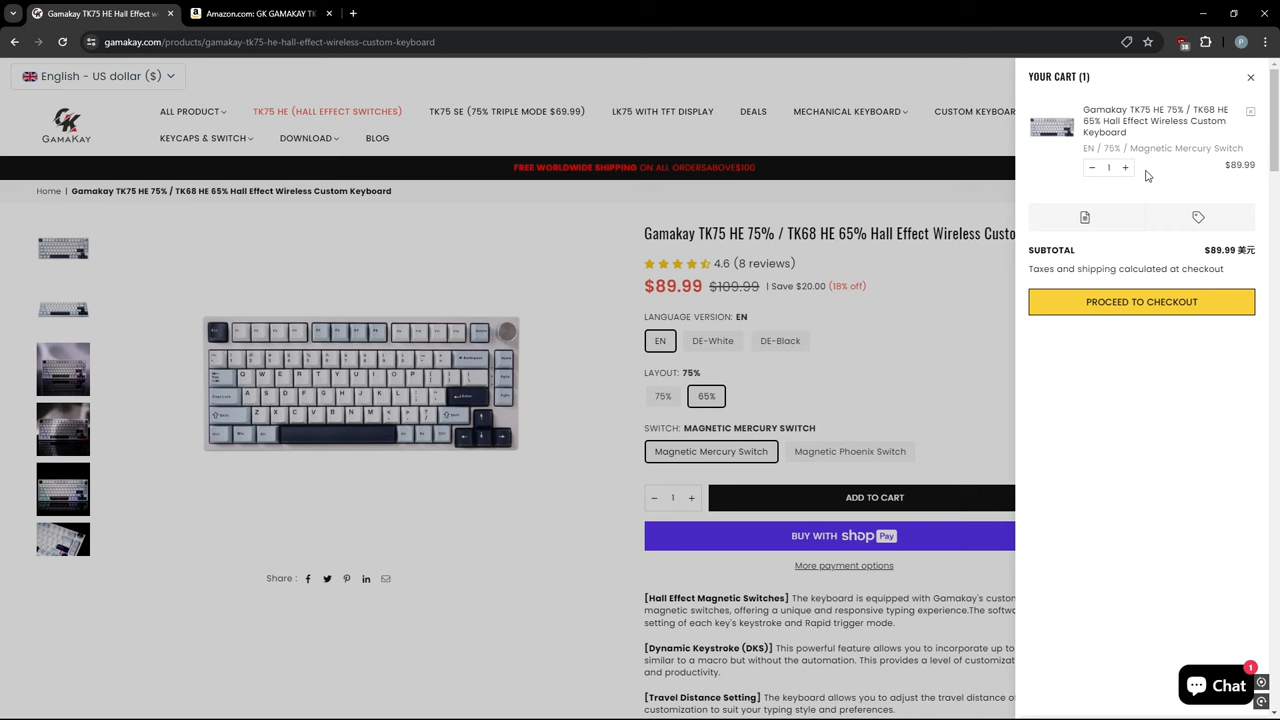 Gamakay TK75 HE Hall Effect w
Amazon.com: GK GAMAKAY TK
gamakay.com/products/gamakay-tk75-he-hall-effect-wireless-custom-keyboard
38
P
English - US dollar ($)
GAMAKAY
ALL PRODUCT
TK75 HE (HALL EFFECT SWITCHES)
TK75 SE (75% TRIPLE MODE $69.99)
LK75 WITH TFT DISPLAY
DEALS
MECHANICAL KEYBOARD
CUSTOM KEYBOAR
KEYCAPS & SWITCH
DOWNLOAD
BLOG
FREE WORLDWIDE SHIPPING ON ALL ORDERSABOVE$100
Home | Gamakay TK75 HE 75% / TK68 HE 65% Hall Effect Wireless Custom Keyboard
Gamakay TK75 HE 75% / TK68 HE 65% Hall Effect Wireless Custo
4.6 (8 reviews)
$89.99 $109.99 | Save $20.00 (18% off)
LANGUAGE VERSION: EN
EN DE-White DE-Black
LAYOUT: 75%
75% 65%
SWITCH: MAGNETIC MERCURY SWITCH
Magnetic Mercury Switch Magnetic Phoenix Switch
− 1 + ADD TO CART
BUY WITH shop Pay
More payment options
Share :
[Hall Effect Magnetic Switches] The keyboard is equipped with Gamakay's custom
magnetic switches, offering a unique and responsive typing experience.The softw
setting of each key's keystroke and Rapid trigger mode.
[Dynamic Keystroke (DKS)] This powerful feature allows you to incorporate up to
similar to a macro but without the automation. This provides a level of customizat
and productivity.
[Travel Distance Setting] The keyboard allows you to adjust the travel distance o
customization to suit your typing style and preferences.
YOUR CART (1)
Gamakay TK75 HE 75% / TK68 HE
65% Hall Effect Wireless Custom
Keyboard
EN / 75% / Magnetic Mercury Switch
− 1 + $89.99
SUBTOTAL $89.99 美元
Taxes and shipping calculated at checkout
PROCEED TO CHECKOUT
Chat
1